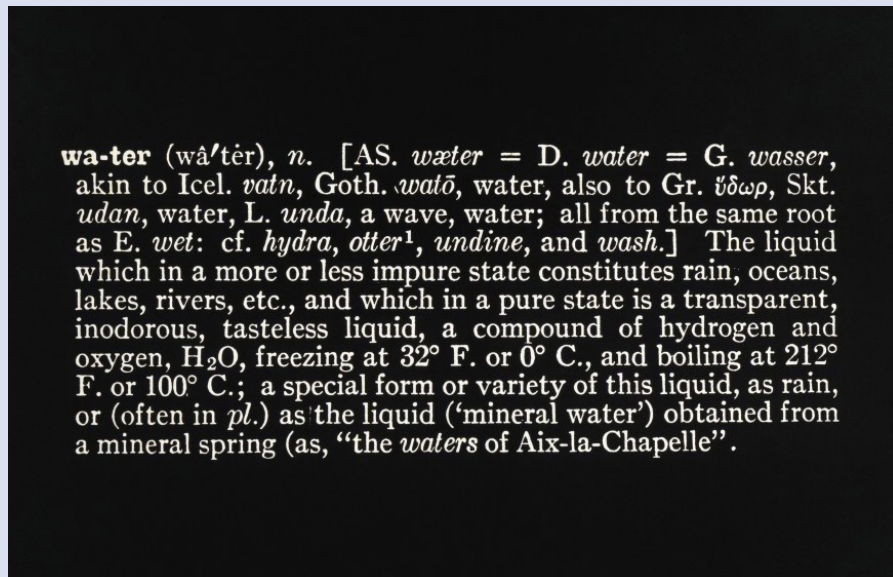 wa-ter (wâ′tėr), n. [AS. wæter = D. water = G. wasser,
akin to Icel. vatn, Goth. watō, water, also to Gr. ὕδωρ, Skt.
udan, water, L. unda, a wave, water; all from the same root
as E. wet: cf. hydra, otter¹, undine, and wash.] The liquid
which in a more or less impure state constitutes rain, oceans,
lakes, rivers, etc., and which in a pure state is a transparent,
inodorous, tasteless liquid, a compound of hydrogen and
oxygen, H₂O, freezing at 32° F. or 0° C., and boiling at 212°
F. or 100° C.; a special form or variety of this liquid, as rain,
or (often in pl.) as the liquid (‘mineral water’) obtained from
a mineral spring (as, “the waters of Aix-la-Chapelle”.